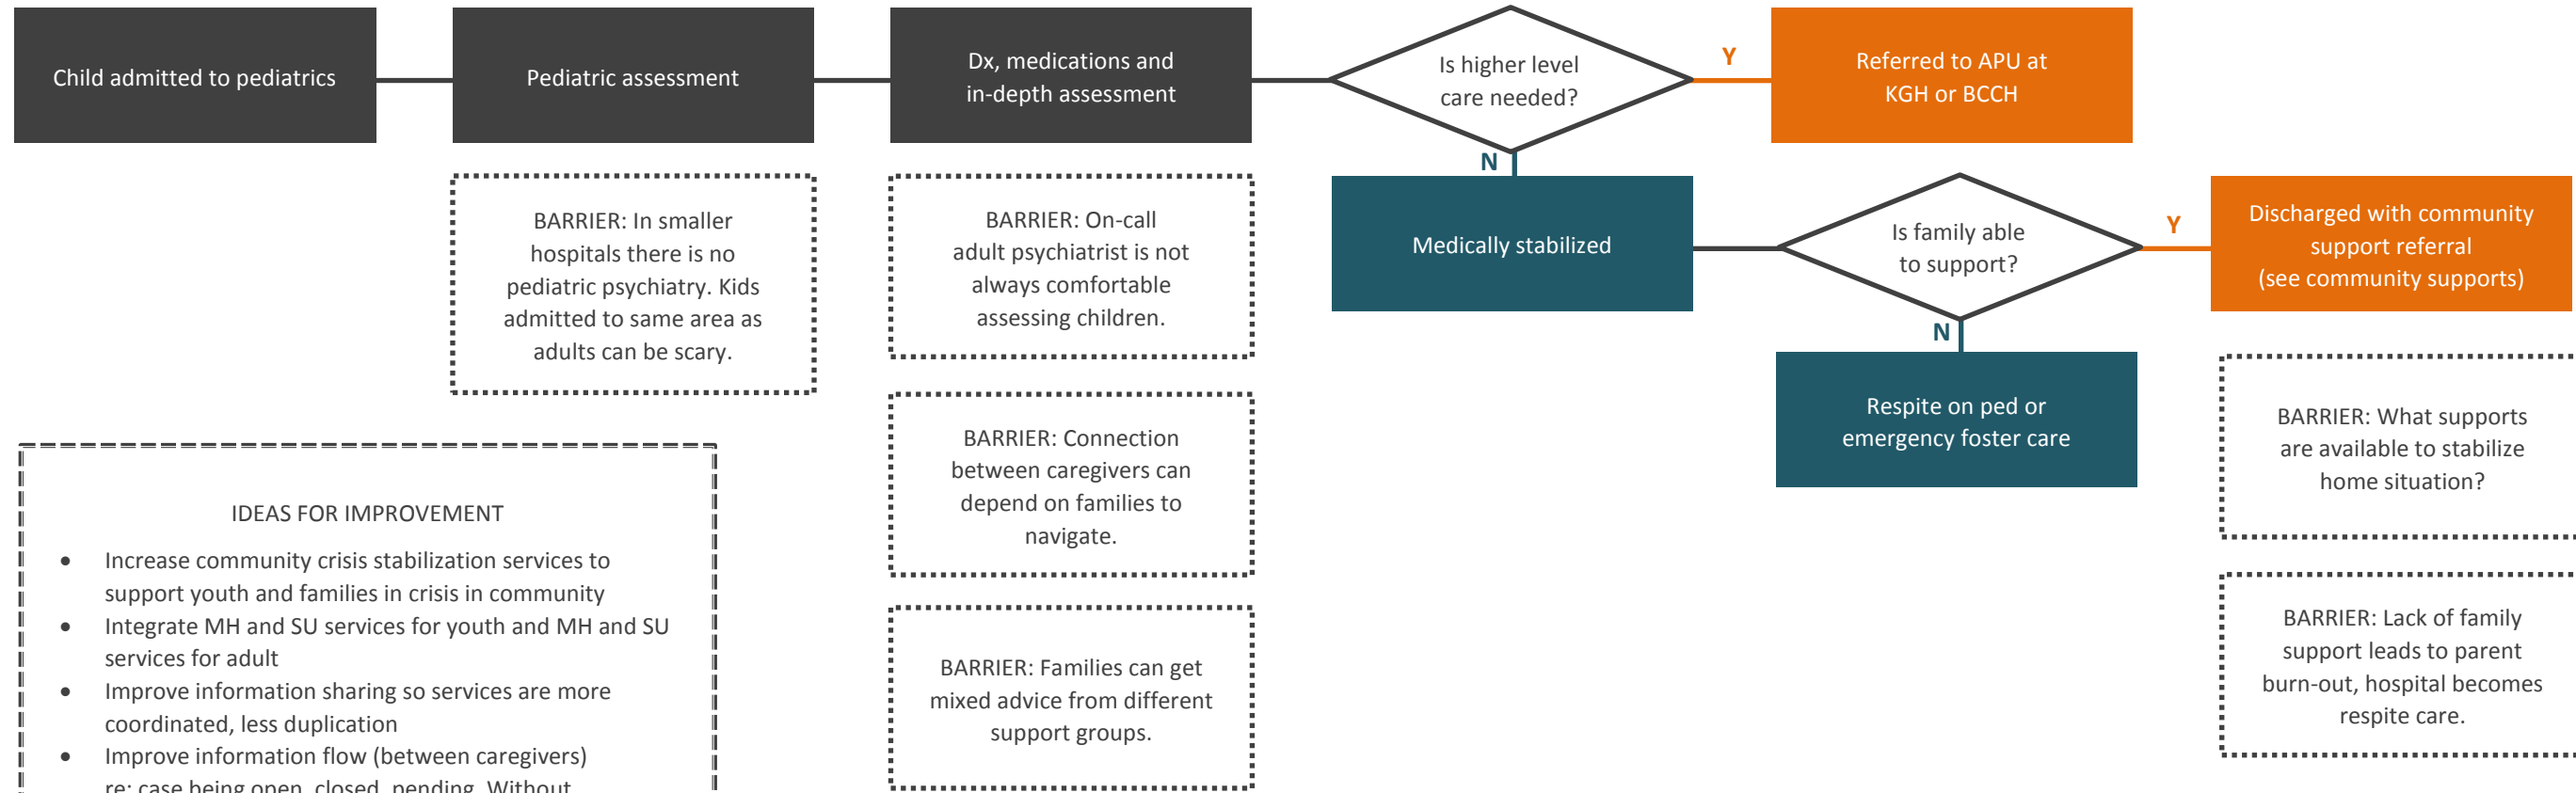 Child admitted to pediatrics
Pediatric assessment
Dx, medications and
in-depth assessment
Is higher level
care needed?
Y
Referred to APU at
KGH or BCCH
N
Medically stabilized
Is family able
to support?
Y
Discharged with community
support referral
(see community supports)
N
Respite on ped or
emergency foster care
BARRIER: In smaller
hospitals there is no
pediatric psychiatry. Kids
admitted to same area as
adults can be scary.
BARRIER: On-call
adult psychiatrist is not
always comfortable
assessing children.
BARRIER: Connection
between caregivers can
depend on families to
navigate.
BARRIER: Families can get
mixed advice from different
support groups.
BARRIER: What supports
are available to stabilize
home situation?
BARRIER: Lack of family
support leads to parent
burn-out, hospital becomes
respite care.
IDEAS FOR IMPROVEMENT
• Increase community crisis stabilization services to
support youth and families in crisis in community
• Integrate MH and SU services for youth and MH and SU
services for adult
• Improve information sharing so services are more
coordinated, less duplication
• Improve information flow (between caregivers)
re: case being open, closed, pending. Without